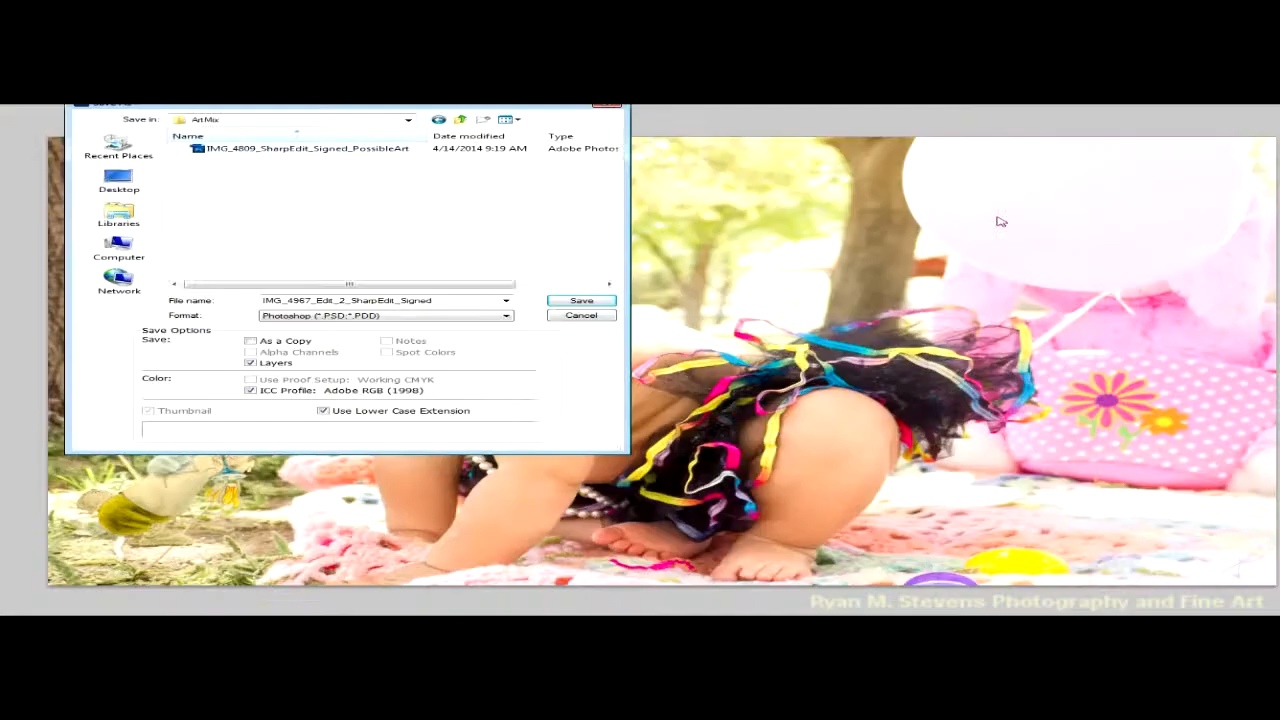 Save in: Art Mix
Name Date modified Type
IMG_4809_SharpEdit_Signed_PossibleArt 4/14/2014 9:19 AM Adobe Photos
Recent Places
Desktop
Libraries
Computer
Network
File name: IMG_4967_Edit_2_SharpEdit_Signed Save
Format: Photoshop (*.PSD;*.PDD) Cancel
Save Options
Save: As a Copy Notes
Alpha Channels Spot Colors
Layers
Color: Use Proof Setup: Working CMYK
ICC Profile: Adobe RGB (1998)
Thumbnail Use Lower Case Extension
Ryan M. Stevens Photography and Fine Art